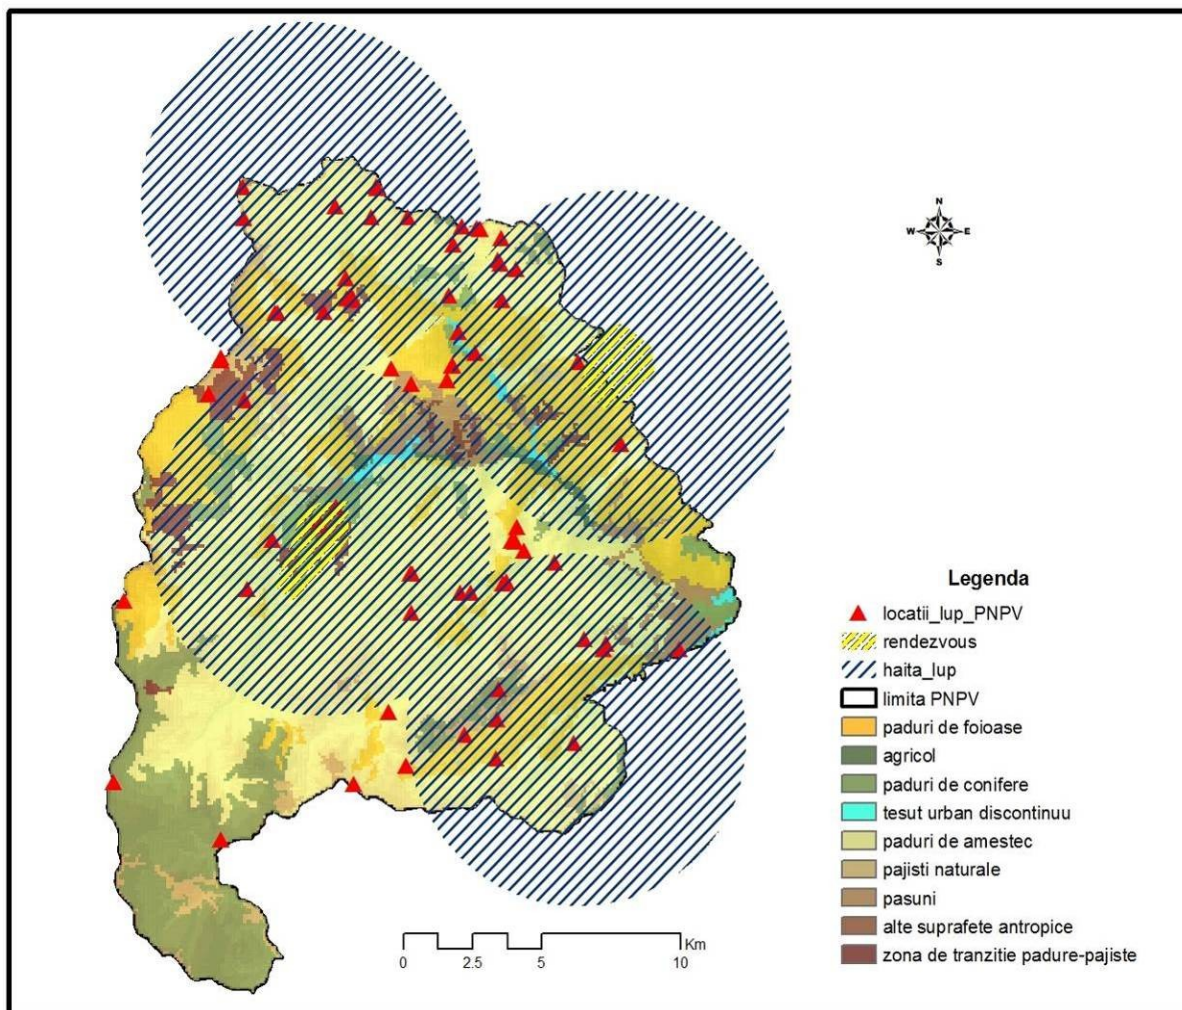 N
W E
S
Legenda
locatii_lup_PNPV
rendezvous
haita_lup
limita PNPV
paduri de foioase
agricol
paduri de conifere
tesut urban discontinuu
paduri de amestec
pajisti naturale
pasuni
alte suprafete antropice
zona de tranzitie padure-pajiste
Km
0 2.5 5 10